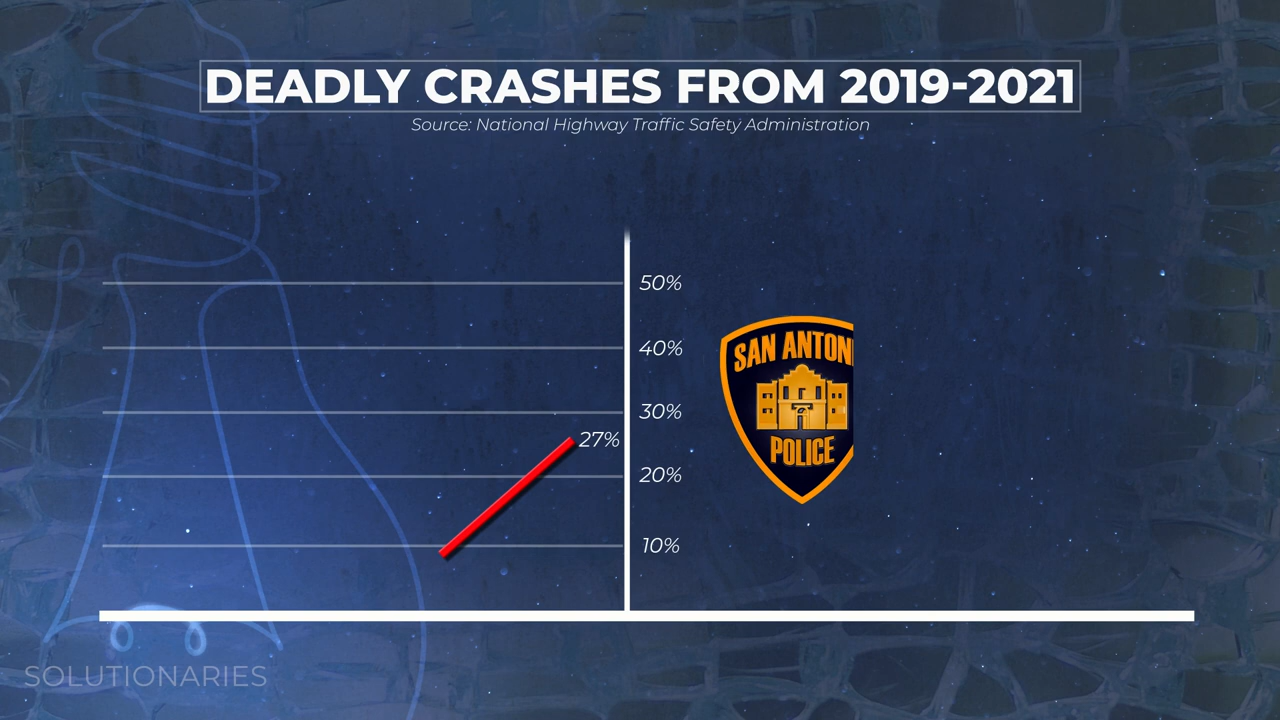 DEADLY CRASHES FROM 2019-2021
Source: National Highway Traffic Safety Administration
50%
40%
30%
27%
20%
10%
SAN ANTONI
POLICE
SOLUTIONARIES